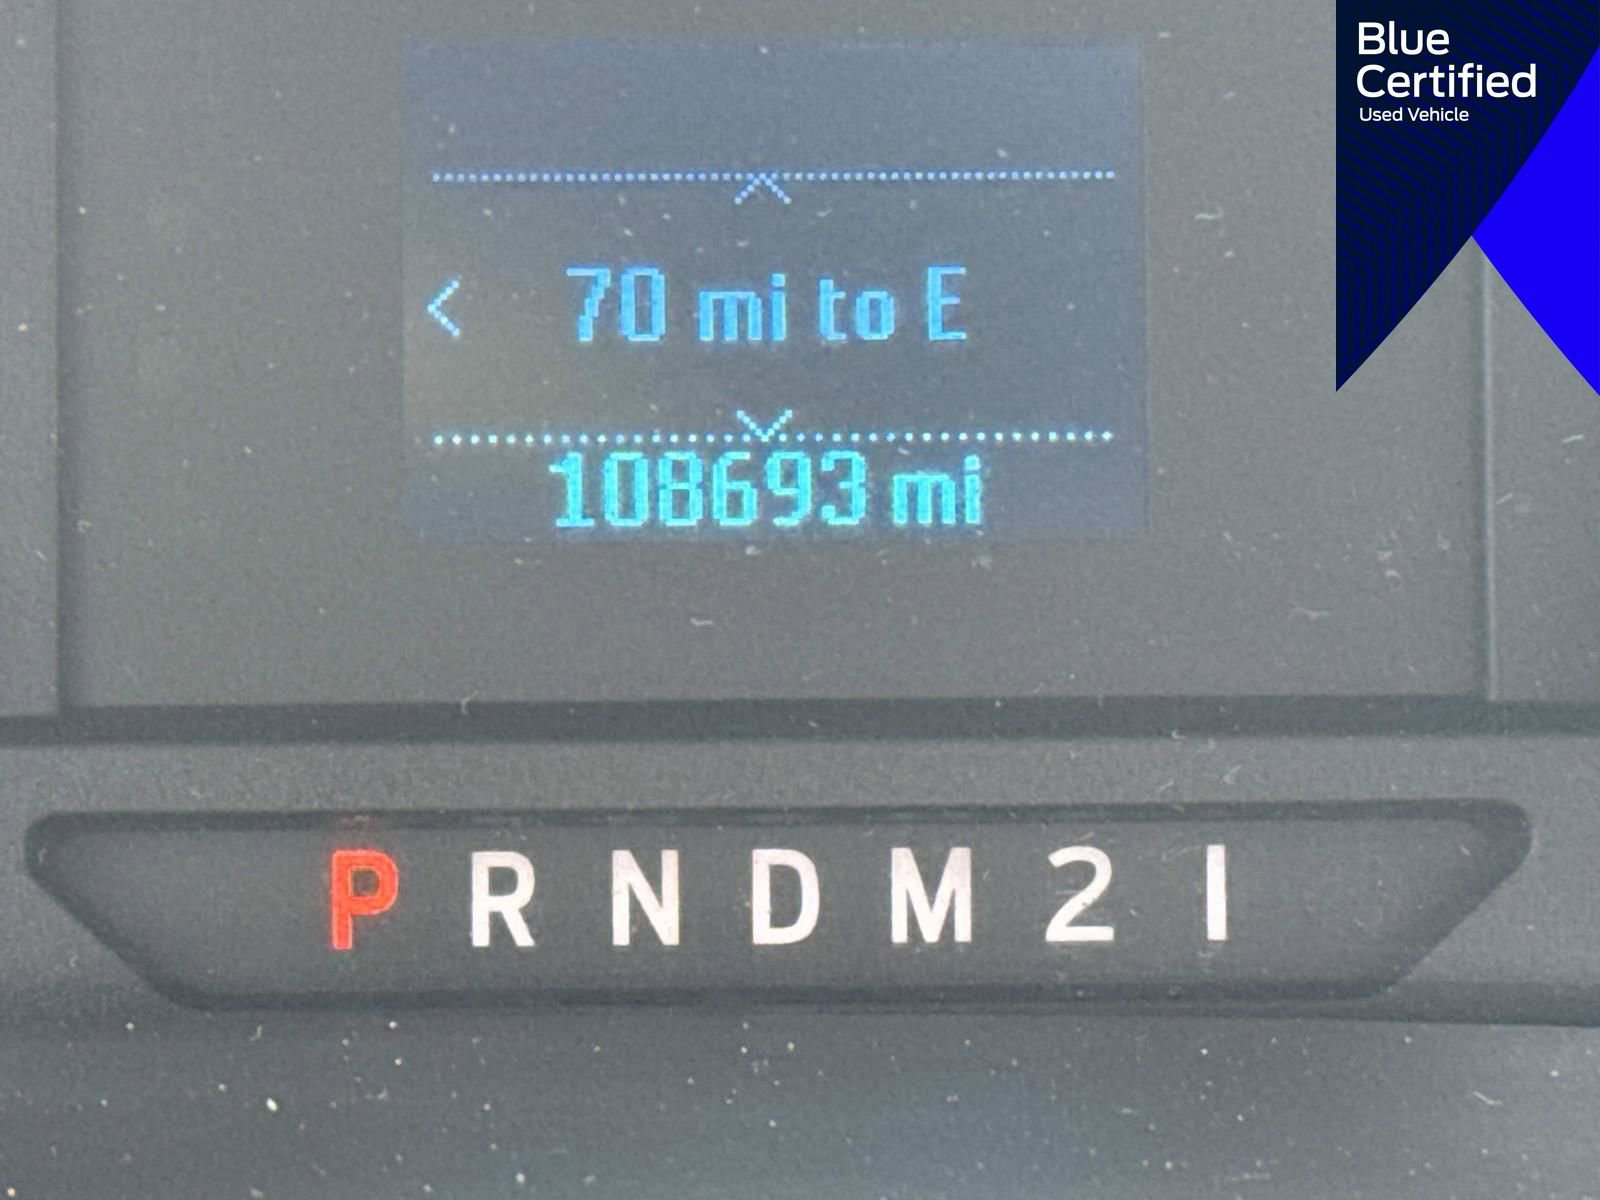 Blue
Certified
Used Vehicle
70 mi to E
108693 mi
P R N D M 2 1